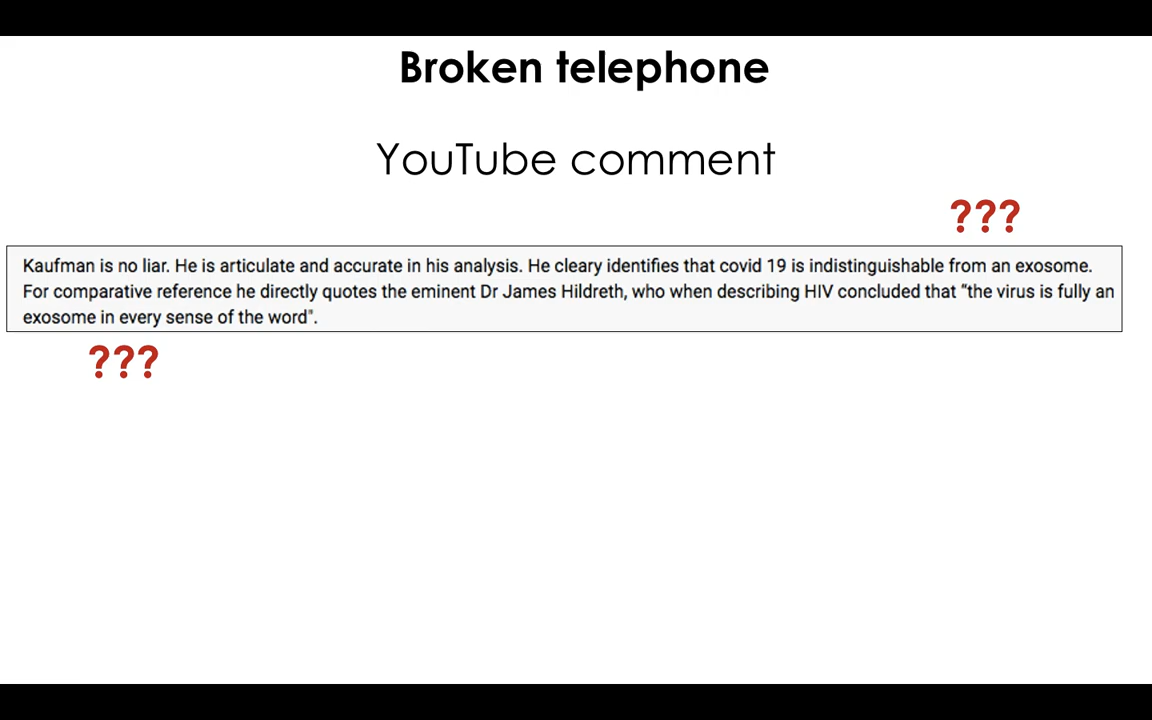 Broken telephone
YouTube comment
???
Kaufman is no liar. He is articulate and accurate in his analysis. He cleary identifies that covid 19 is indistinguishable from an exosome.
For comparative reference he directly quotes the eminent Dr James Hildreth, who when describing HIV concluded that “the virus is fully an
exosome in every sense of the word".
???